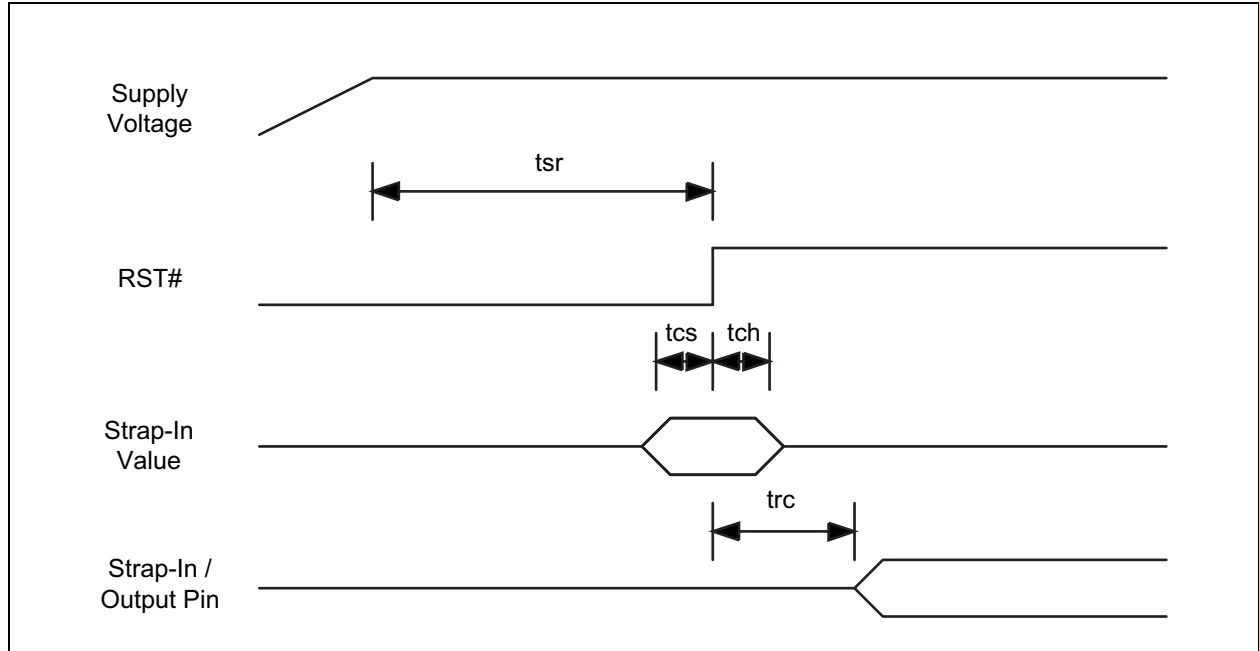 Supply
Voltage
tsr
RST#
tcs
tch
Strap-In
Value
trc
Strap-In /
Output Pin